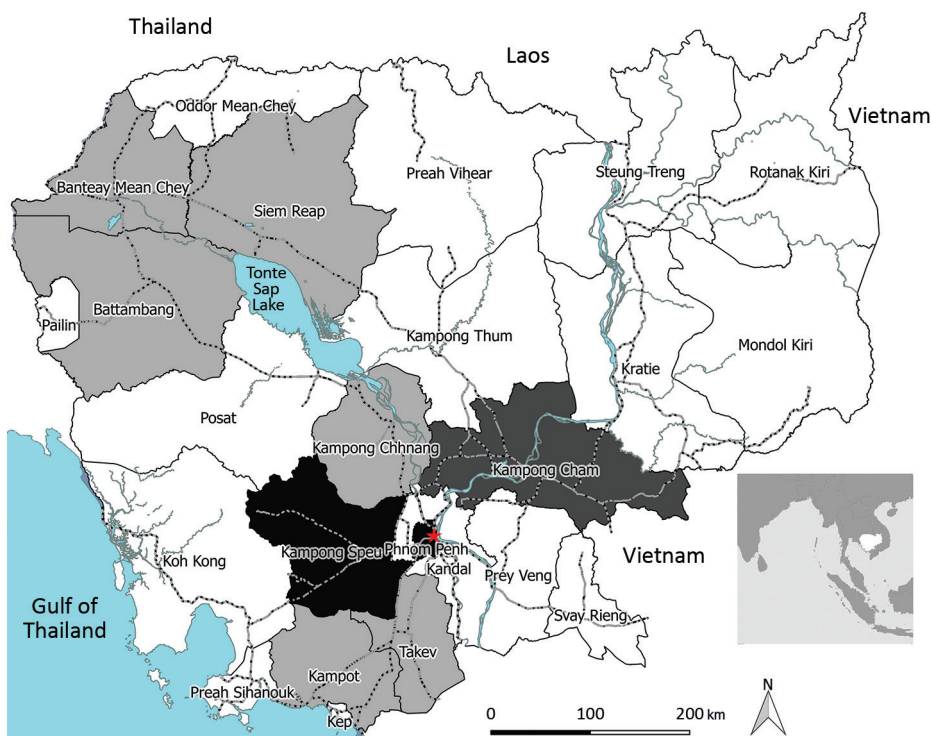 Thailand
Laos
Vietnam
Oddor Mean Chey
Preah Vihear
Steung Treng
Rotanak Kiri
Banteay Mean Chey
Siem Reap
Tonte
Sap
Lake
Battambang
Pailin
Kampong Thum
Mondol Kiri
Kratie
Posat
Kampong Chhnang
Kampong Cham
Kampong Speu
Phnom Penh
Kandal
Koh Kong
Prey Veng
Vietnam
Svay Rieng
Gulf of
Thailand
Takev
Kampot
Preah Sihanouk
Kep
N
0 100 200 km